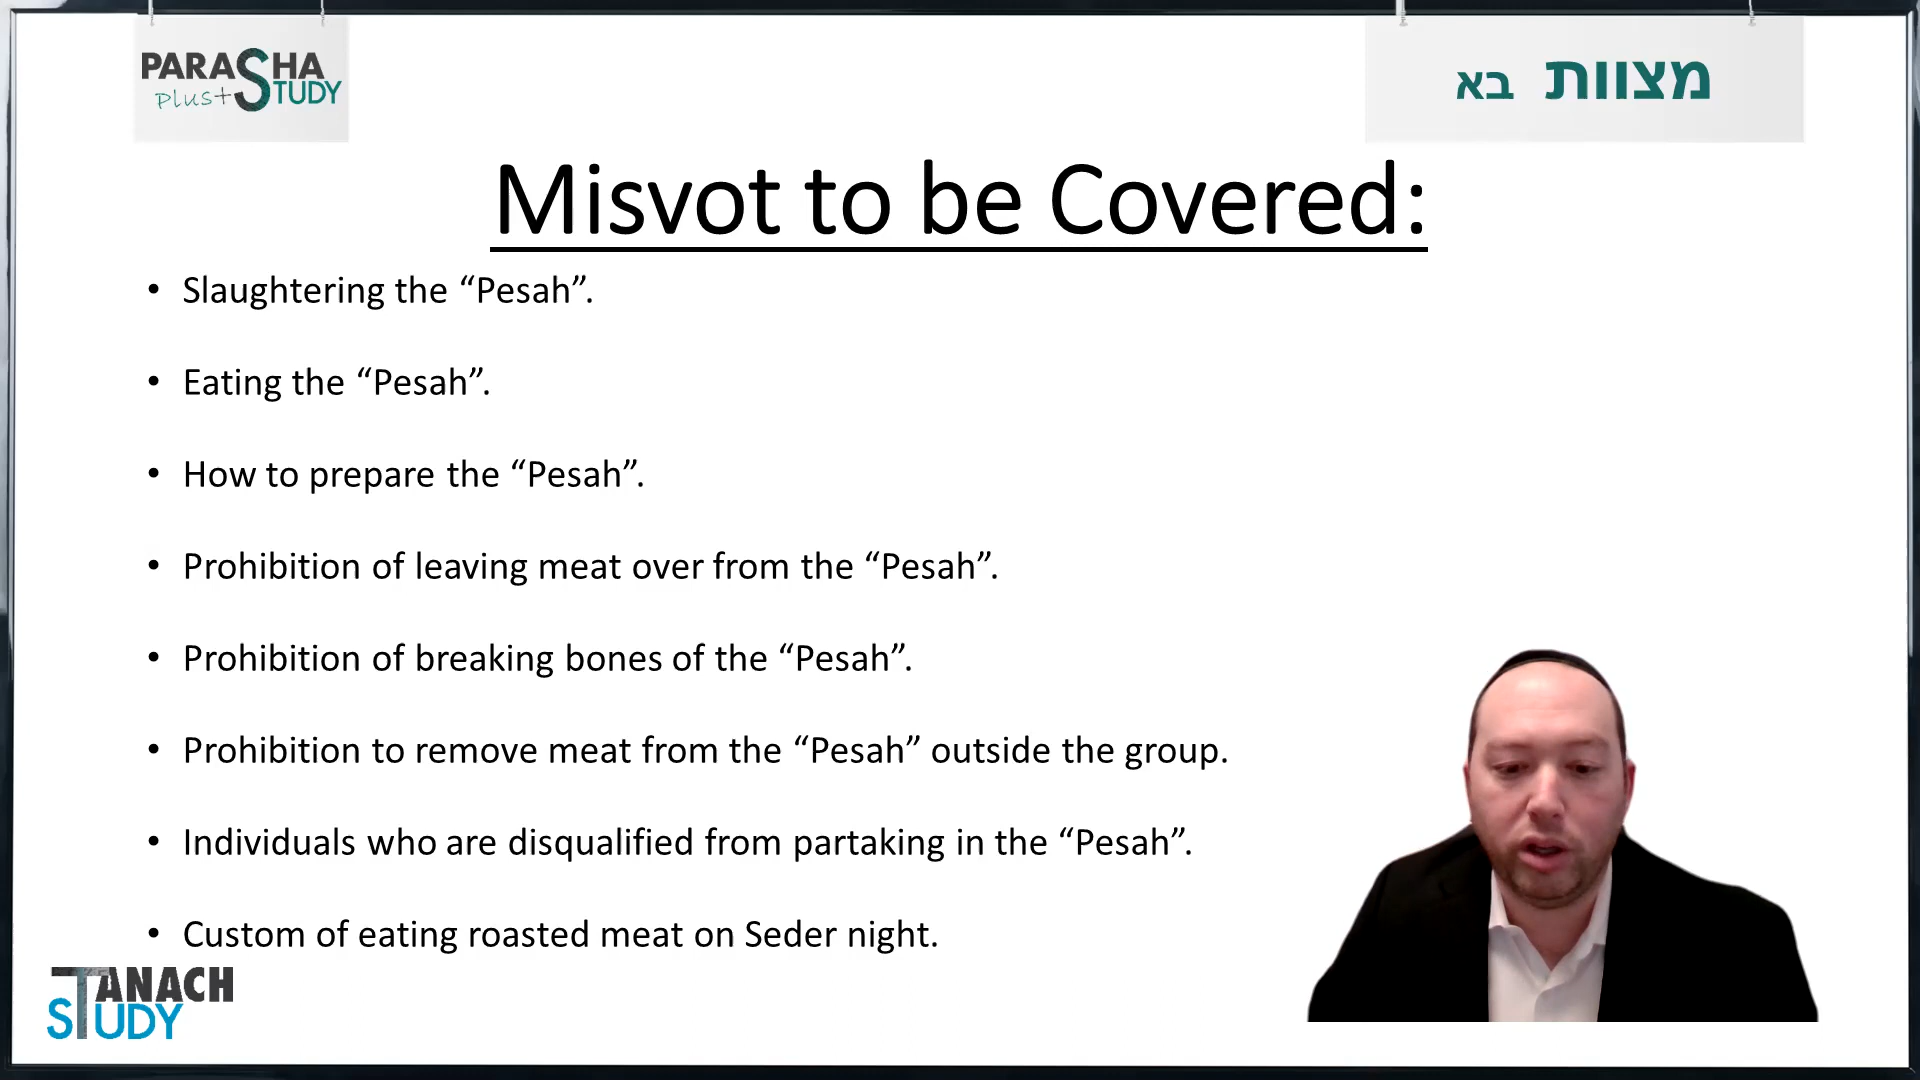 PARASHA
plus+ STUDY
מצוות בא
Misvot to be Covered:
• Slaughtering the “Pesah”.
• Eating the “Pesah”.
• How to prepare the “Pesah”.
• Prohibition of leaving meat over from the “Pesah”.
• Prohibition of breaking bones of the “Pesah”.
• Prohibition to remove meat from the “Pesah” outside the group.
• Individuals who are disqualified from partaking in the “Pesah”.
• Custom of eating roasted meat on Seder night.
TANACH
STUDY